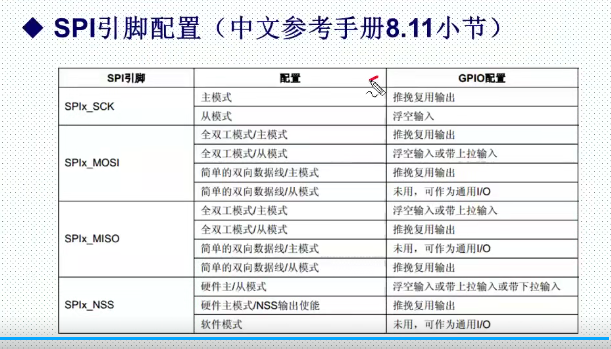 ◆ SPI引脚配置（中文参考手册8.11小节）
SPI引脚 配置 GPIO配置
SPIx_SCK 主模式 推挽复用输出
从模式 浮空输入
SPIx_MOSI 全双工模式/主模式 推挽复用输出
全双工模式/从模式 浮空输入或带上拉输入
简单的双向数据线/主模式 推挽复用输出
简单的双向数据线/从模式 未用，可作为通用I/O
SPIx_MISO 全双工模式/主模式 浮空输入或带上拉输入
全双工模式/从模式 推挽复用输出
简单的双向数据线/主模式 未用，可作为通用I/O
简单的双向数据线/从模式 推挽复用输出
SPIx_NSS 硬件主/从模式 浮空输入或带上拉输入或带下拉输入
硬件主模式/NSS输出使能 推挽复用输出
软件模式 未用，可作为通用I/O